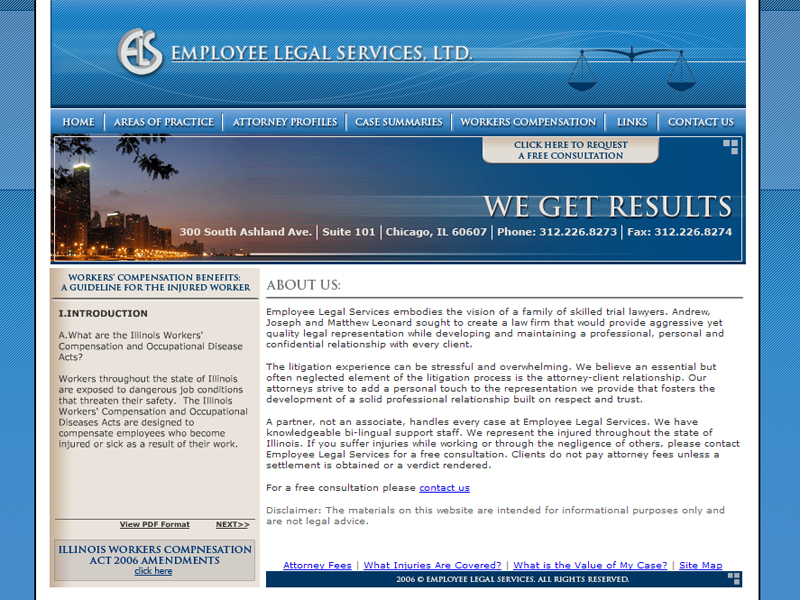 ELS EMPLOYEE LEGAL SERVICES, LTD.
HOME | AREAS OF PRACTICE | ATTORNEY PROFILES | CASE SUMMARIES | WORKERS COMPENSATION | LINKS | CONTACT US
CLICK HERE TO REQUEST
A FREE CONSULTATION
WE GET RESULTS
300 South Ashland Ave. | Suite 101 | Chicago, IL 60607 | Phone: 312.226.8273 | Fax: 312.226.8274
WORKERS' COMPENSATION BENEFITS:
A GUIDELINE FOR THE INJURED WORKER
I.INTRODUCTION
A.What are the Illinois Workers'
Compensation and Occupational Disease
Acts?
Workers throughout the state of Illinois
are exposed to dangerous job conditions
that threaten their safety. The Illinois
Workers' Compensation and Occupational
Diseases Acts are designed to
compensate employees who become
injured or sick as a result of their work.
View PDF Format NEXT>>
ILLINOIS WORKERS COMPNESATION
ACT 2006 AMENDMENTS
click here
ABOUT US:
Employee Legal Services embodies the vision of a family of skilled trial lawyers. Andrew,
Joseph and Matthew Leonard sought to create a law firm that would provide aggressive yet
quality legal representation while developing and maintaining a professional, personal and
confidential relationship with every client.
The litigation experience can be stressful and overwhelming. We believe an essential but
often neglected element of the litigation process is the attorney-client relationship. Our
attorneys strive to add a personal touch to the representation we provide that fosters the
development of a solid professional relationship built on respect and trust.
A partner, not an associate, handles every case at Employee Legal Services. We have
knowledgeable bi-lingual support staff. We represent the injured throughout the state of
Illinois. If you suffer injuries while working or through the negligence of others, please contact
Employee Legal Services for a free consultation. Clients do not pay attorney fees unless a
settlement is obtained or a verdict rendered.
For a free consultation please contact us
Disclaimer: The materials on this website are intended for informational purposes only and
are not legal advice.
Attorney Fees | What Injuries Are Covered? | What is the Value of My Case? | Site Map
2006 © EMPLOYEE LEGAL SERVICES. ALL RIGHTS RESERVED.